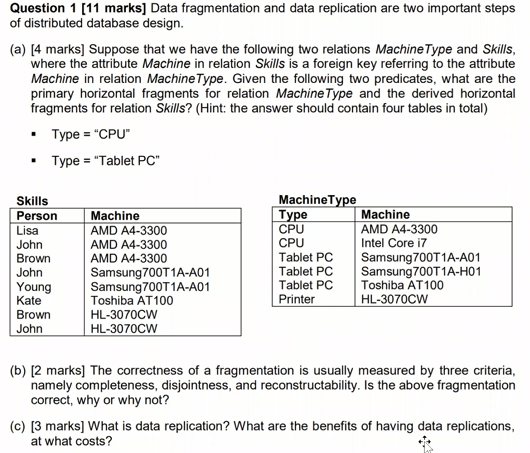 Question 1 [11 marks] Data fragmentation and data replication are two important steps
of distributed database design.
(a) [4 marks] Suppose that we have the following two relations MachineType and Skills,
where the attribute Machine in relation Skills is a foreign key referring to the attribute
Machine in relation MachineType. Given the following two predicates, what are the
primary horizontal fragments for relation MachineType and the derived horizontal
fragments for relation Skills? (Hint: the answer should contain four tables in total)
▪ Type = “CPU”
▪ Type = “Tablet PC”
Skills
Person Machine
Lisa AMD A4-3300
John AMD A4-3300
Brown AMD A4-3300
John Samsung700T1A-A01
Young Samsung700T1A-A01
Kate Toshiba AT100
Brown HL-3070CW
John HL-3070CW
MachineType
Type Machine
CPU AMD A4-3300
CPU Intel Core i7
Tablet PC Samsung700T1A-A01
Tablet PC Samsung700T1A-H01
Tablet PC Toshiba AT100
Printer HL-3070CW
(b) [2 marks] The correctness of a fragmentation is usually measured by three criteria,
namely completeness, disjointness, and reconstructability. Is the above fragmentation
correct, why or why not?
(c) [3 marks] What is data replication? What are the benefits of having data replications,
at what costs?